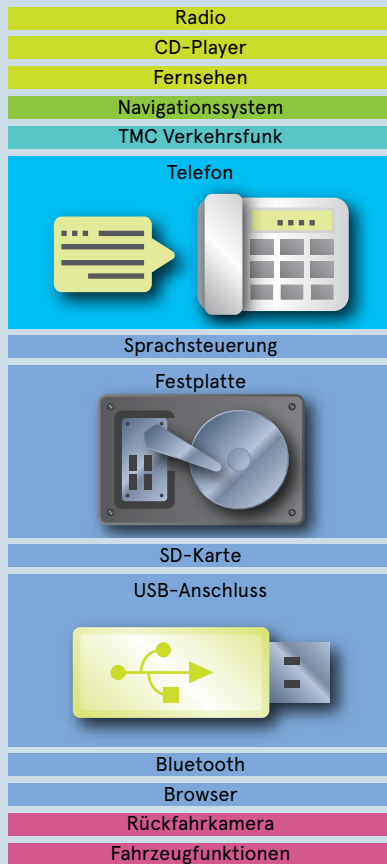 Radio
CD-Player
Fernsehen
Navigationssystem
TMC Verkehrsfunk
Telefon
Sprachsteuerung
Festplatte
SD-Karte
USB-Anschluss
Bluetooth
Browser
Rückfahrkamera
Fahrzeugfunktionen